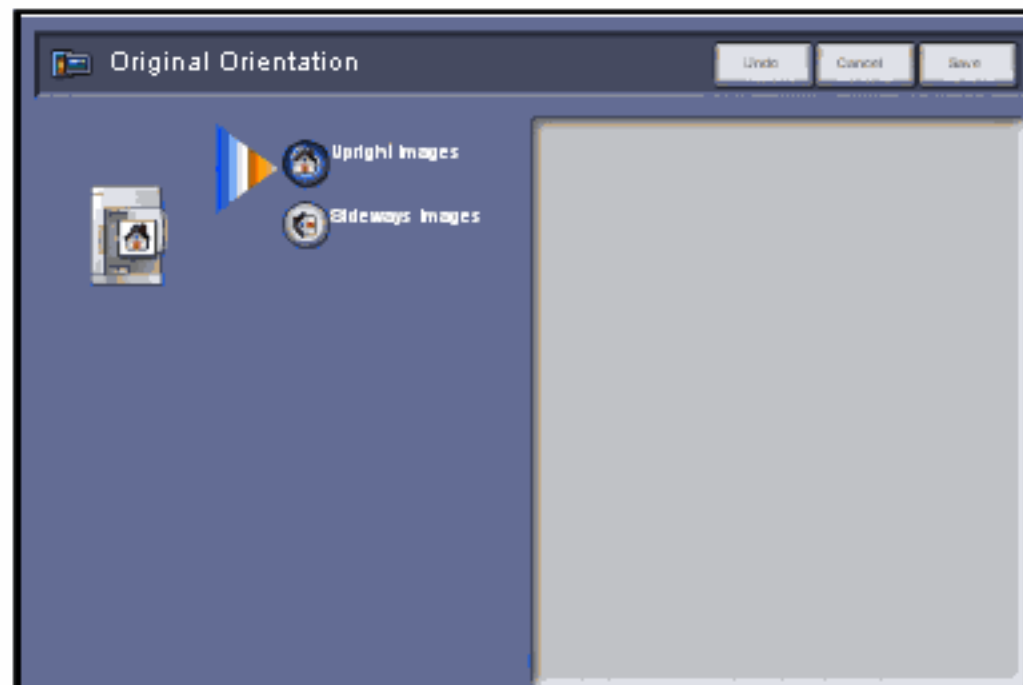 Original Orientation
Undo
Cancel
Save
Upright Images
Sideways Images